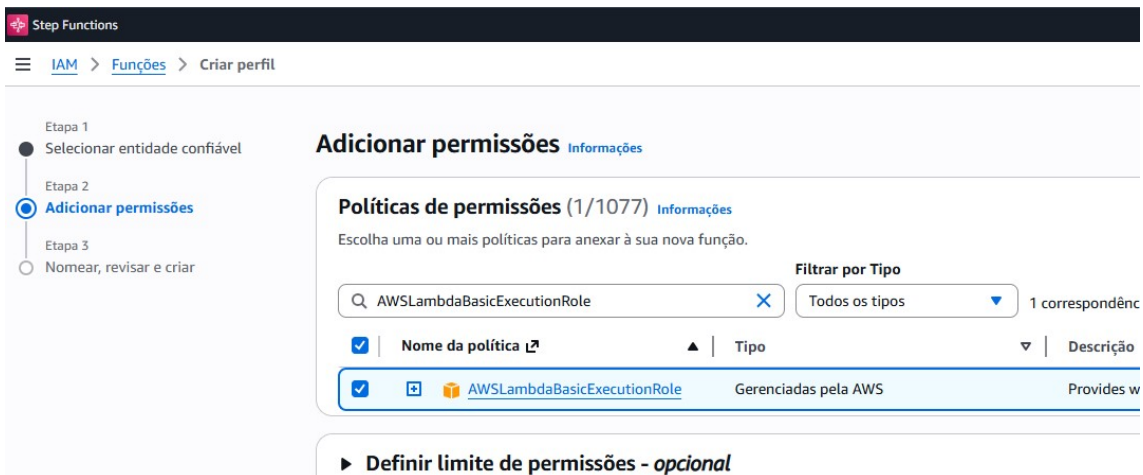 Step Functions
IAM > Funções > Criar perfil
Etapa 1
Selecionar entidade confiável
Etapa 2
Adicionar permissões
Etapa 3
Nomear, revisar e criar
Adicionar permissões Informações
Políticas de permissões (1/1077) Informações
Escolha uma ou mais políticas para anexar à sua nova função.
Filtrar por Tipo
AWSLambdaBasicExecutionRole Todos os tipos 1 correspondênc
Nome da política Tipo Descrição
AWSLambdaBasicExecutionRole Gerenciadas pela AWS Provides w
Definir limite de permissões - opcional